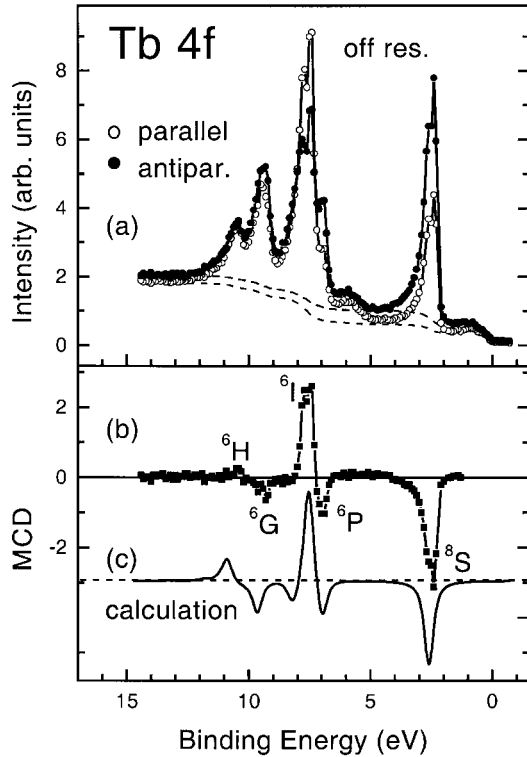 Tb 4f
off res.
○ parallel
● antipar.
(a)
Intensity (arb. units)
8
6
4
2
0
(b)
⁶I
⁶H
⁶G
⁶P
⁸S
2
0
-2
MCD
(c)
calculation
15
10
5
0
Binding Energy (eV)